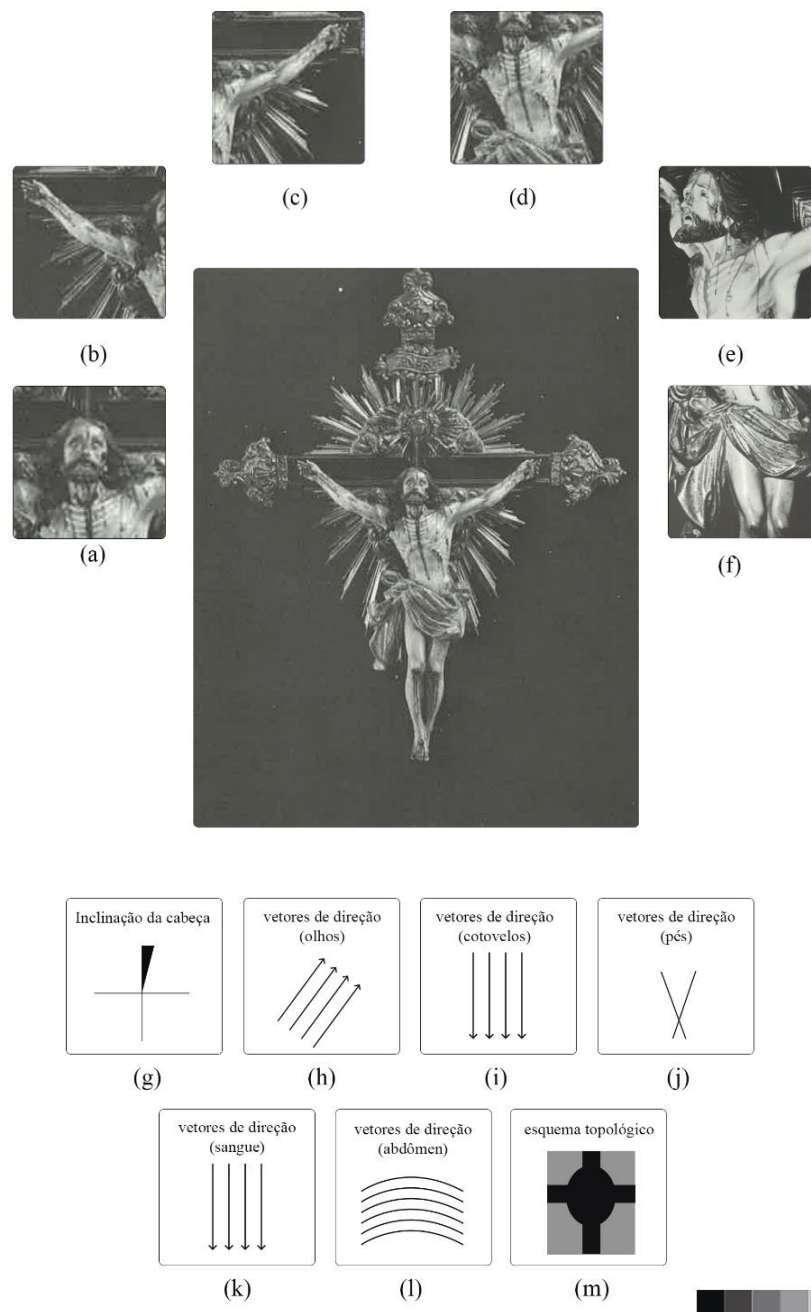 (c)
(d)
(b)
(e)
(a)
(f)
Inclinação da cabeça
vetores de direção
(olhos)
vetores de direção
(cotovelos)
vetores de direção
(pés)
(g)
(h)
(i)
(j)
vetores de direção
(sangue)
vetores de direção
(abdômen)
esquema topológico
(k)
(l)
(m)